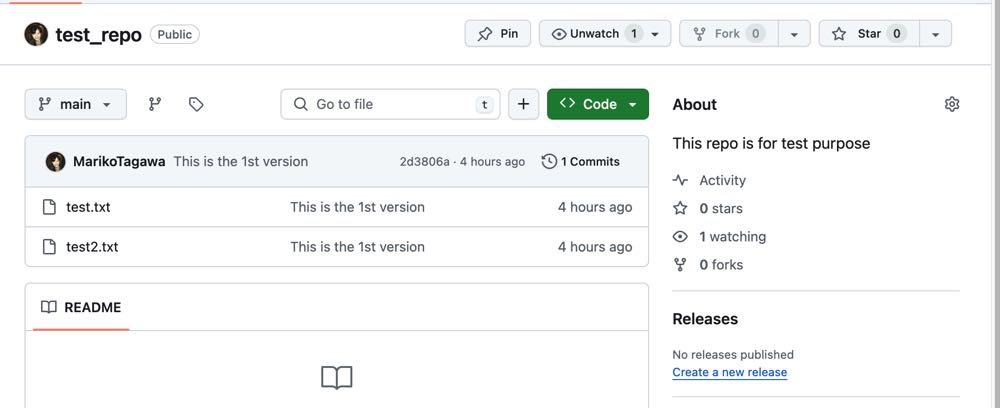 test_repo Public Pin Unwatch 1 Fork 0 Star 0
main Go to file t + Code
MarikoTagawa This is the 1st version 2d3806a · 4 hours ago 1 Commits
test.txt This is the 1st version 4 hours ago
test2.txt This is the 1st version 4 hours ago
README
About
This repo is for test purpose
Activity
0 stars
1 watching
0 forks
Releases
No releases published
Create a new release